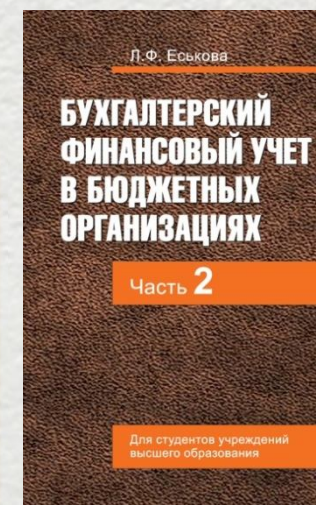 Л.Ф. Еськова
БУХГАЛТЕРСКИЙ
ФИНАНСОВЫЙ УЧЕТ
В БЮДЖЕТНЫХ
ОРГАНИЗАЦИЯХ
Часть 2
Для студентов учреждений
высшего образования